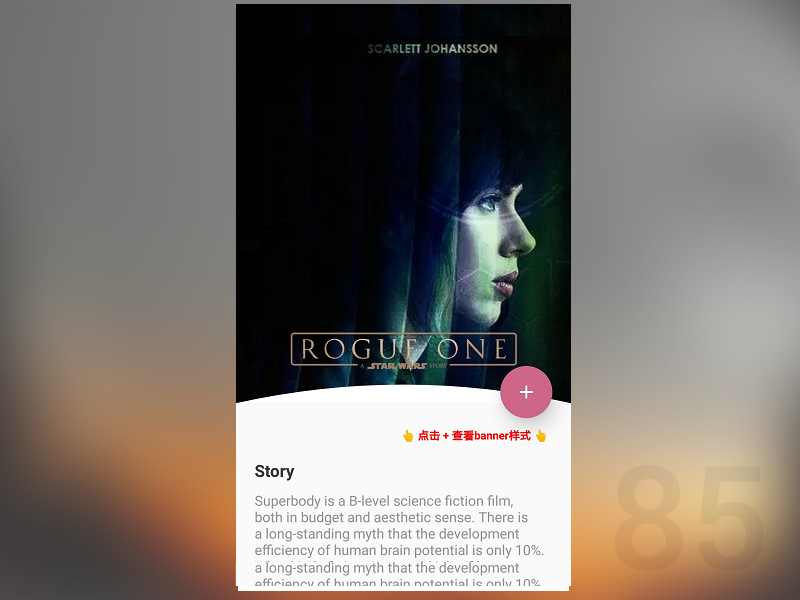 SCARLETT JOHANSSON
ROGUE ONE
A STAR WARS STORY
👆 点击 + 查看banner样式 👆
Story
Superbody is a B-level science fiction film,
both in budget and aesthetic sense. There is
a long-standing myth that the development
efficiency of human brain potential is only 10%.
a long-standing myth that the development
efficiency of human brain potential is only 10%
85